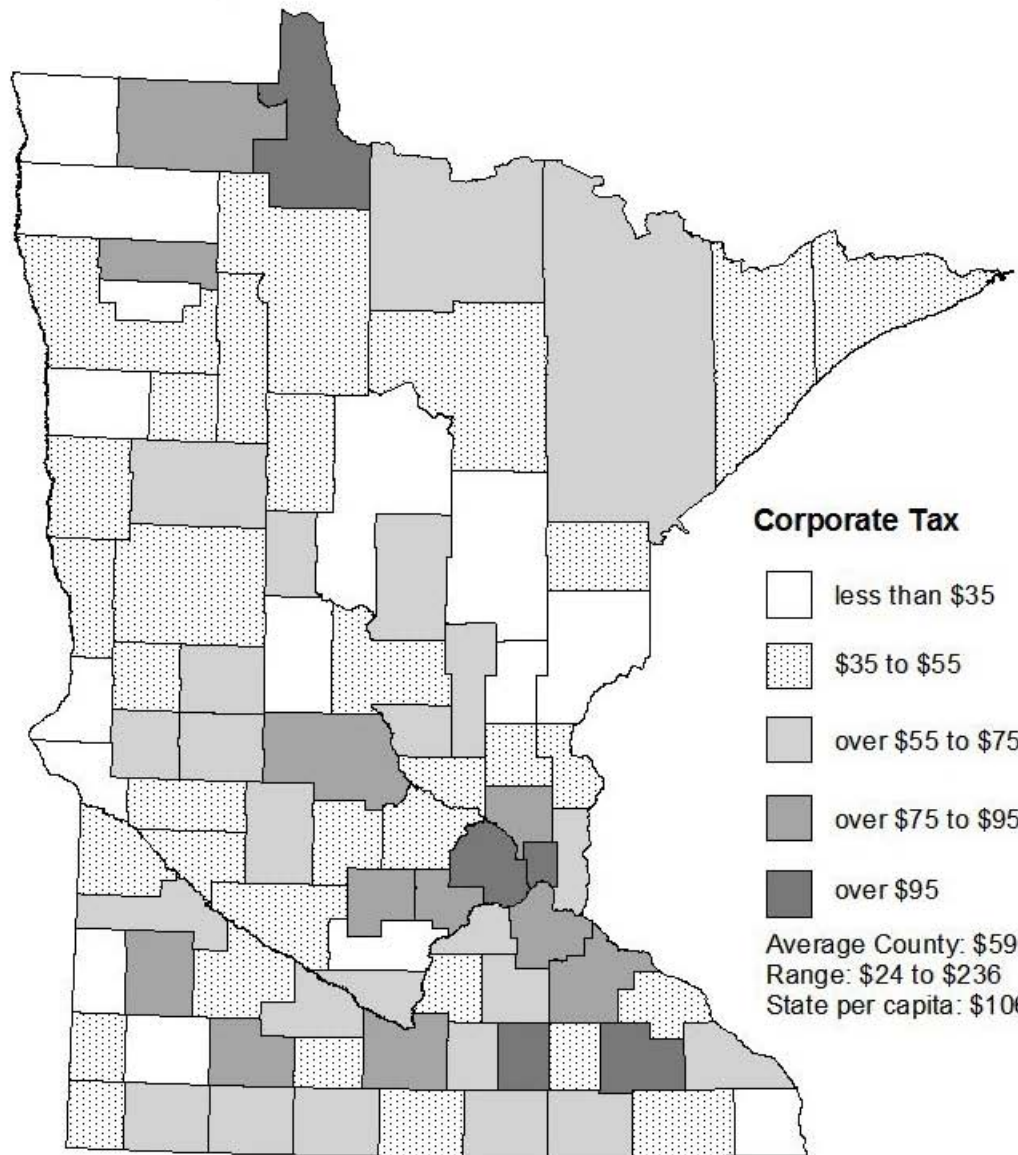 Corporate Tax
less than $35
$35 to $55
over $55 to $75
over $75 to $95
over $95
Average County: $59
Range: $24 to $236
State per capita: $106